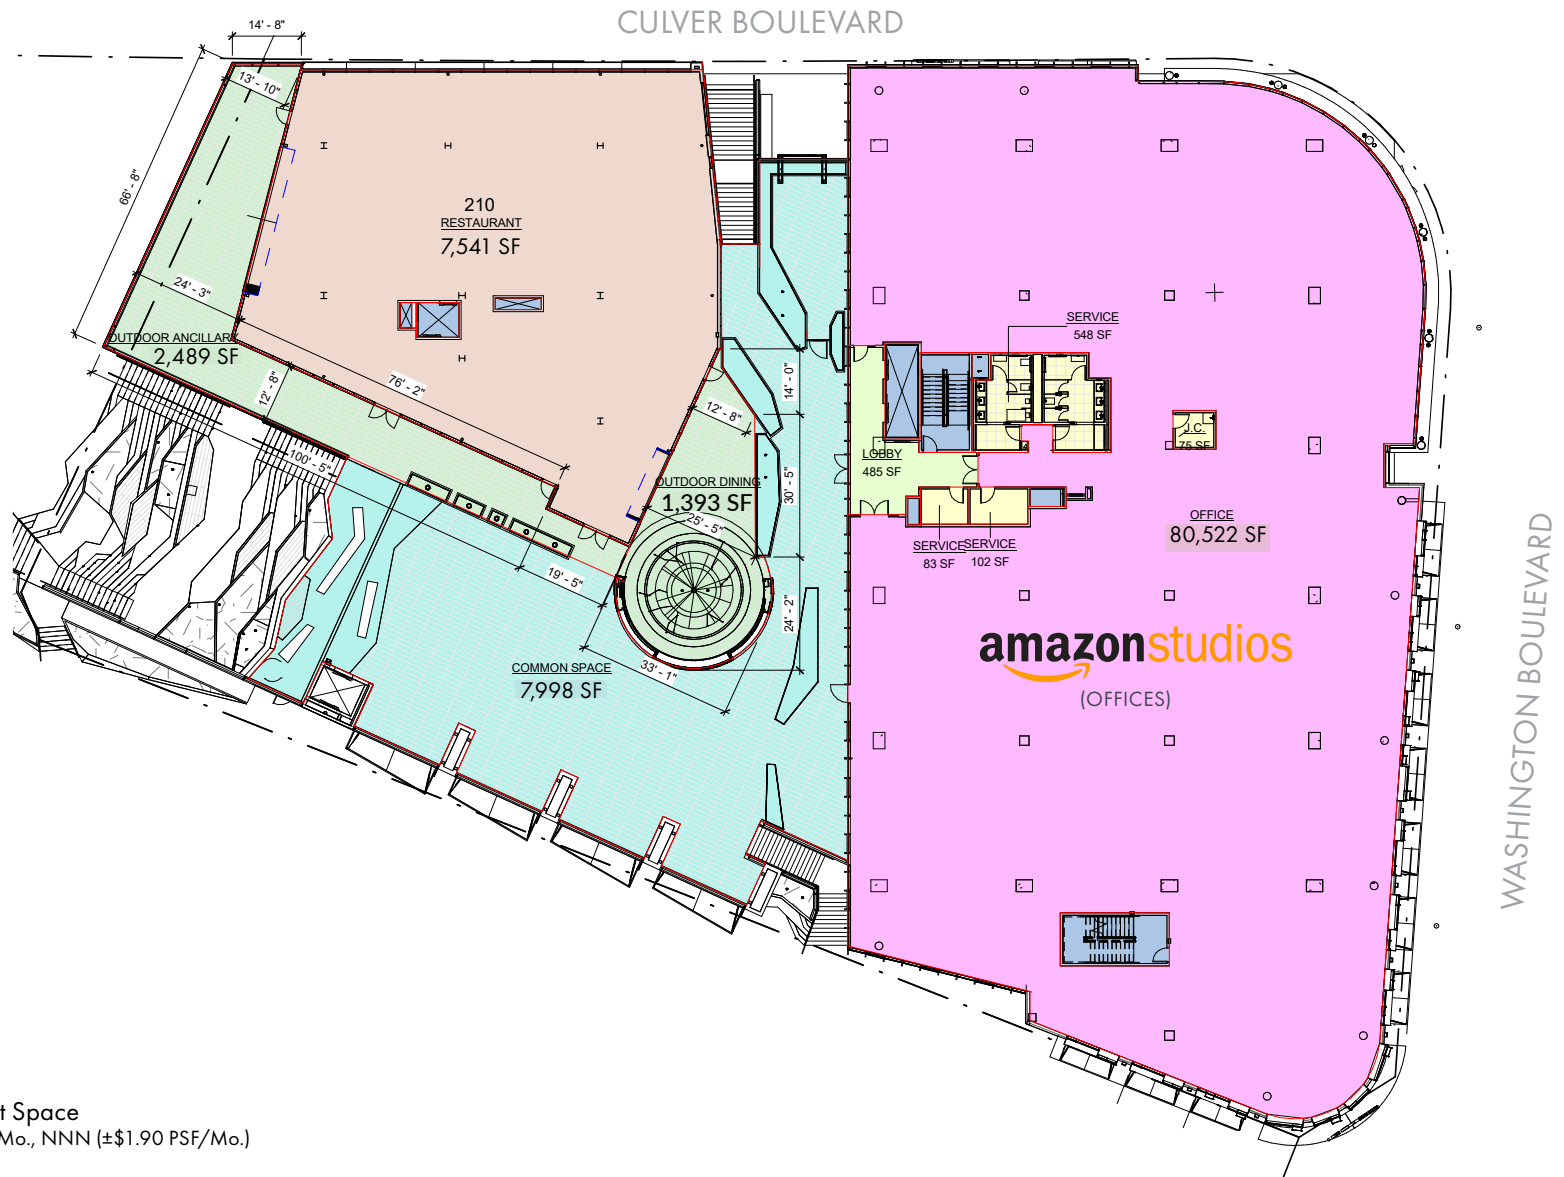 CULVER BOULEVARD
14' - 8"
13' - 10"
66' - 8"
210
RESTAURANT
7,541 SF
24' - 3"
OUTDOOR ANCILLARY
2,489 SF
12' - 8"
76' - 2"
100' - 5"
14' - 0"
12' - 8"
30' - 5"
OUTDOOR DINING
1,393 SF
25' - 5"
19' - 5"
24' - 2"
33' - 1"
COMMON SPACE
7,998 SF
SERVICE
548 SF
J.C.
75 SF
LOBBY
485 SF
SERVICE
83 SF
SERVICE
102 SF
OFFICE
80,522 SF
amazonstudios
(OFFICES)
WASHINGTON BOULEVARD
t Space
Mo., NNN (±$1.90 PSF/Mo.)